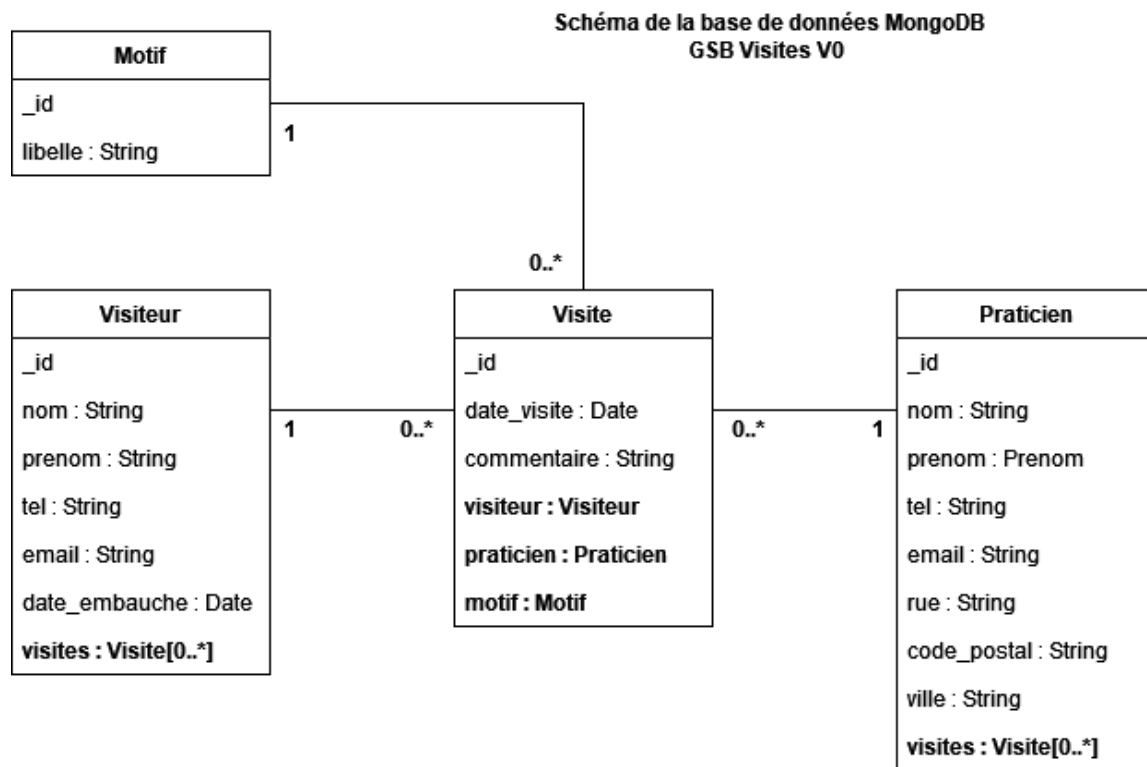 Schéma de la base de données MongoDB
GSB Visites V0
Motif
_id
libelle : String
1
0..*
Visiteur
_id
nom : String
prenom : String
tel : String
email : String
date_embauche : Date
visites : Visite[0..*]
1
0..*
Visite
_id
date_visite : Date
commentaire : String
visiteur : Visiteur
praticien : Praticien
motif : Motif
0..*
1
Praticien
_id
nom : String
prenom : Prenom
tel : String
email : String
rue : String
code_postal : String
ville : String
visites : Visite[0..*]